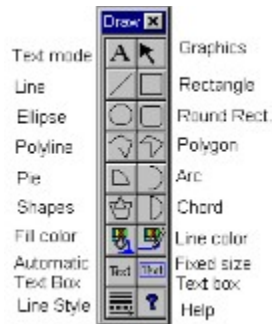 Draw
Text mode A Graphics
Line Rectangle
Ellipse Round Rect.
Polyline Polygon
Pie Arc
Shapes Chord
Fill color Line color
Automatic Text Box Text Text Fixed size Text box
Line Style ? Help